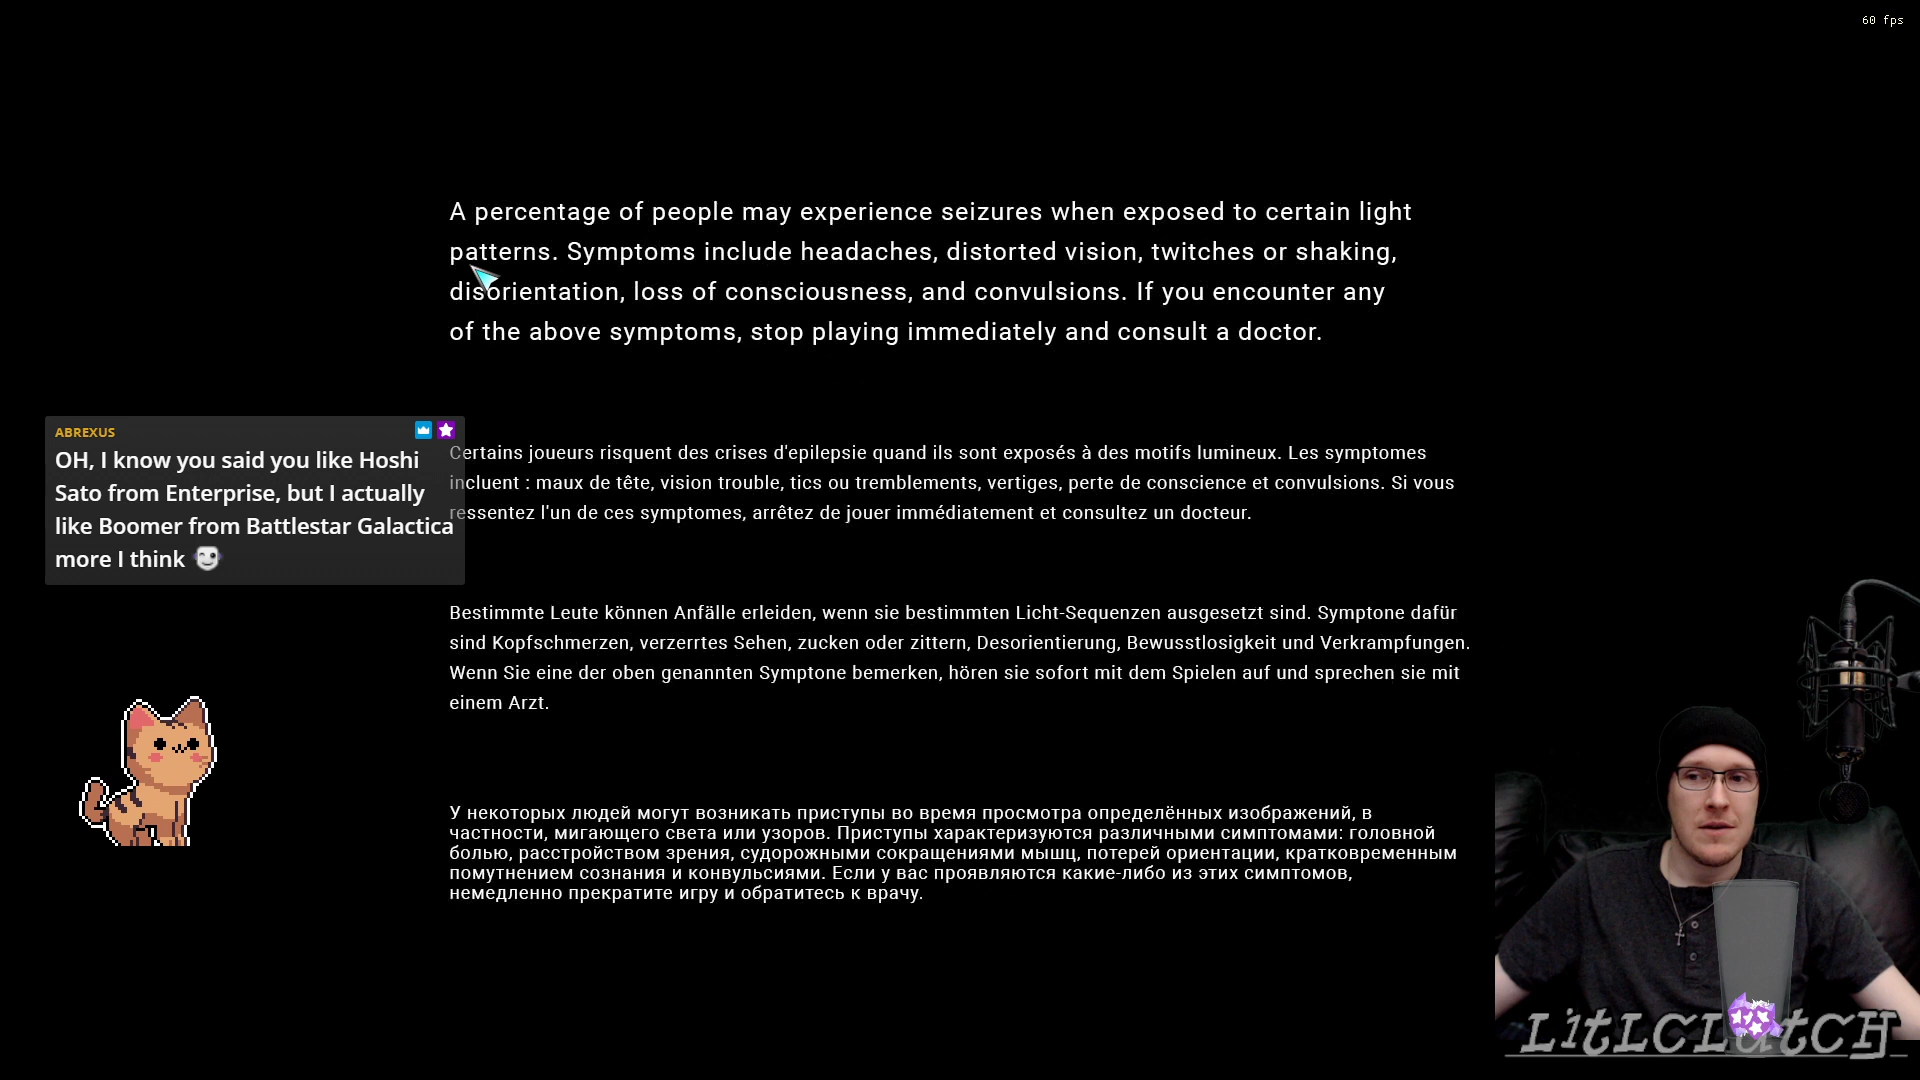 60 fps
A percentage of people may experience seizures when exposed to certain light
patterns. Symptoms include headaches, distorted vision, twitches or shaking,
disorientation, loss of consciousness, and convulsions. If you encounter any
of the above symptoms, stop playing immediately and consult a doctor.
ABREXUS
OH, I know you said you like Hoshi
Sato from Enterprise, but I actually
like Boomer from Battlestar Galactica
more I think
Certains joueurs risquent des crises d'epilepsie quand ils sont exposés à des motifs lumineux. Les symptomes
incluent : maux de tête, vision trouble, tics ou tremblements, vertiges, perte de conscience et convulsions. Si vous
ressentez l'un de ces symptomes, arrêtez de jouer immédiatement et consultez un docteur.
Bestimmte Leute können Anfälle erleiden, wenn sie bestimmten Licht-Sequenzen ausgesetzt sind. Symptone dafür
sind Kopfschmerzen, verzerrtes Sehen, zucken oder zittern, Desorientierung, Bewusstlosigkeit und Verkrampfungen.
Wenn Sie eine der oben genannten Symptone bemerken, hören sie sofort mit dem Spielen auf und sprechen sie mit
einem Arzt.
У некоторых людей могут возникать приступы во время просмотра определённых изображений, в
частности, мигающего света или узоров. Приступы характеризуются различными симптомами: головной
болью, расстройством зрения, судорожными сокращениями мышц, потерей ориентации, кратковременным
помутнением сознания и конвульсиями. Если у вас проявляются какие-либо из этих симптомов,
немедленно прекратите игру и обратитесь к врачу.
LitLCLutCH